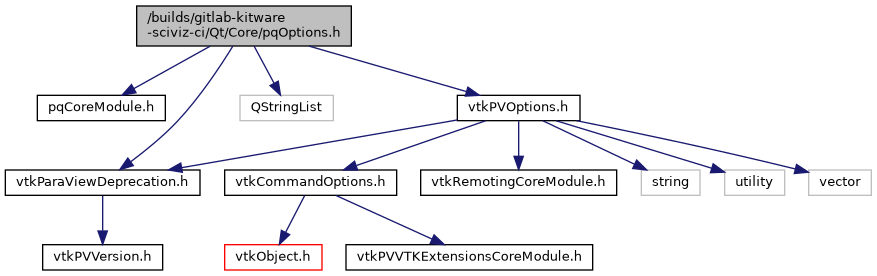 /builds/gitlab-kitware
-sciviz-ci/Qt/Core/pqOptions.h
pqCoreModule.h
QStringList
vtkPVOptions.h
vtkParaViewDeprecation.h
vtkCommandOptions.h
vtkRemotingCoreModule.h
string
utility
vector
vtkPVVersion.h
vtkObject.h
vtkPVVTKExtensionsCoreModule.h